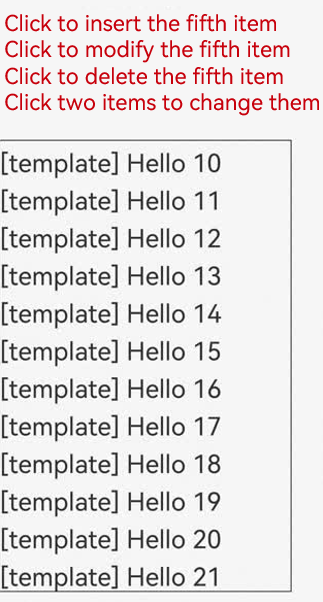 Click to insert the fifth item
Click to modify the fifth item
Click to delete the fifth item
Click two items to change them
[template] Hello 10
[template] Hello 11
[template] Hello 12
[template] Hello 13
[template] Hello 14
[template] Hello 15
[template] Hello 16
[template] Hello 17
[template] Hello 18
[template] Hello 19
[template] Hello 20
[template] Hello 21